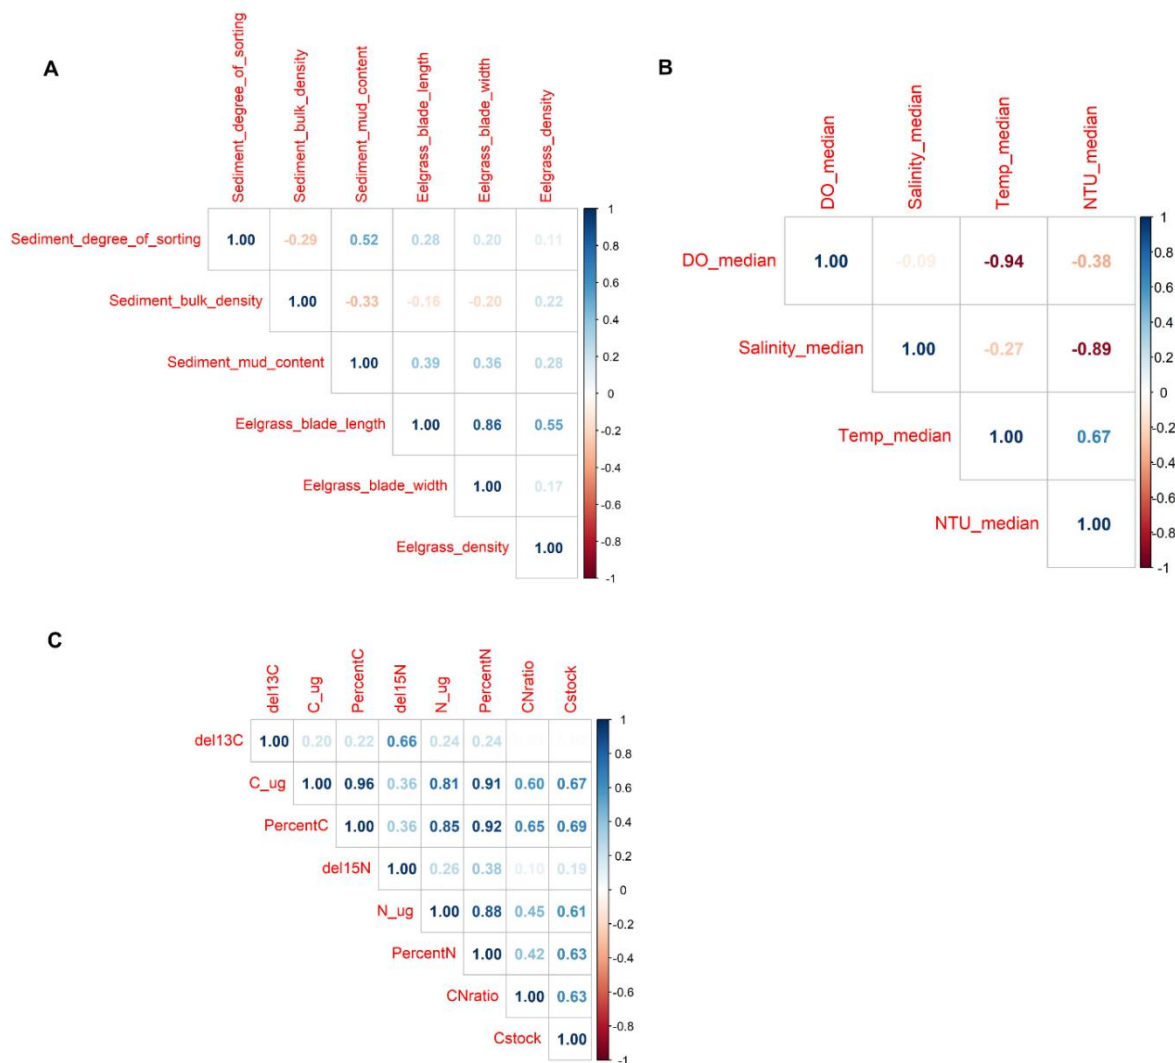 A
Sediment_degree_of_sorting
Sediment_bulk_density
Sediment_mud_content
Eelgrass_blade_length
Eelgrass_blade_width
Eelgrass_density
Sediment_degree_of_sorting 1.00 -0.29 0.52 0.28 0.20 0.11
Sediment_bulk_density 1.00 -0.33 -0.16 -0.20 0.22
Sediment_mud_content 1.00 0.39 0.36 0.28
Eelgrass_blade_length 1.00 0.86 0.55
Eelgrass_blade_width 1.00 0.17
Eelgrass_density 1.00
1
0.8
0.6
0.4
0.2
0
-0.2
-0.4
-0.6
-0.8
-1
B
DO_median
Salinity_median
Temp_median
NTU_median
DO_median 1.00 -0.09 -0.94 -0.38
Salinity_median 1.00 -0.27 -0.89
Temp_median 1.00 0.67
NTU_median 1.00
1
0.8
0.6
0.4
0.2
0
-0.2
-0.4
-0.6
-0.8
-1
C
del13C
C_ug
PercentC
del15N
N_ug
PercentN
CNratio
Cstock
del13C 1.00 0.20 0.22 0.66 0.24 0.24
C_ug 1.00 0.96 0.36 0.81 0.91 0.60 0.67
PercentC 1.00 0.36 0.85 0.92 0.65 0.69
del15N 1.00 0.26 0.38 0.10 0.19
N_ug 1.00 0.88 0.45 0.61
PercentN 1.00 0.42 0.63
CNratio 1.00 0.63
Cstock 1.00
1
0.8
0.6
0.4
0.2
0
-0.2
-0.4
-0.6
-0.8
-1